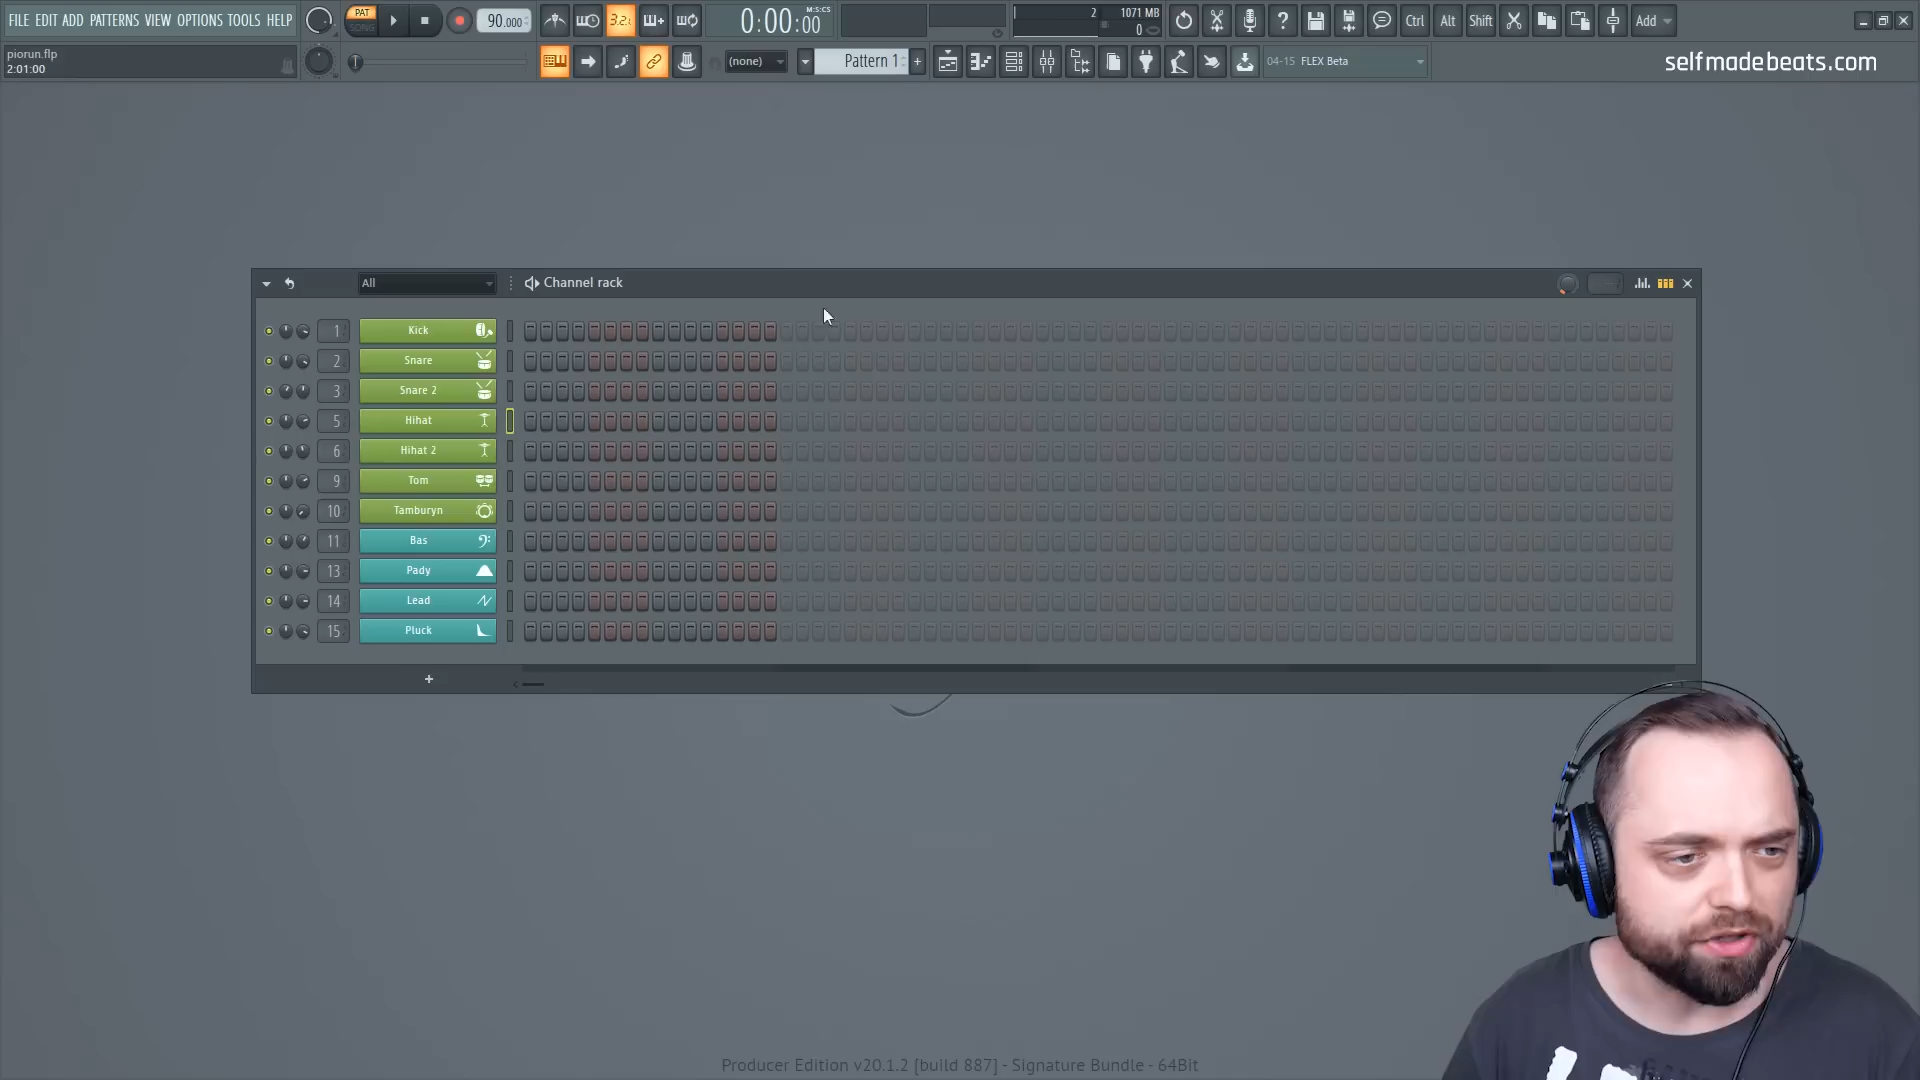 FILE EDIT ADD PATTERNS VIEW OPTIONS TOOLS HELP
PAT
SONG
90.000
3.2.
0:00:00
M:S:CS
2
1071 MB
0
Ctrl
Alt
Shift
Add
piorun.flp
2:01:00
(none)
Pattern 1
+
04-15 FLEX Beta
selfmadebeats.com
All
Channel rack
1 Kick
2 Snare
3 Snare 2
5 Hihat
6 Hihat 2
9 Tom
10 Tamburyn
11 Bas
13 Pady
14 Lead
15 Pluck
+
Producer Edition v20.1.2 [build 887] - Signature Bundle - 64Bit